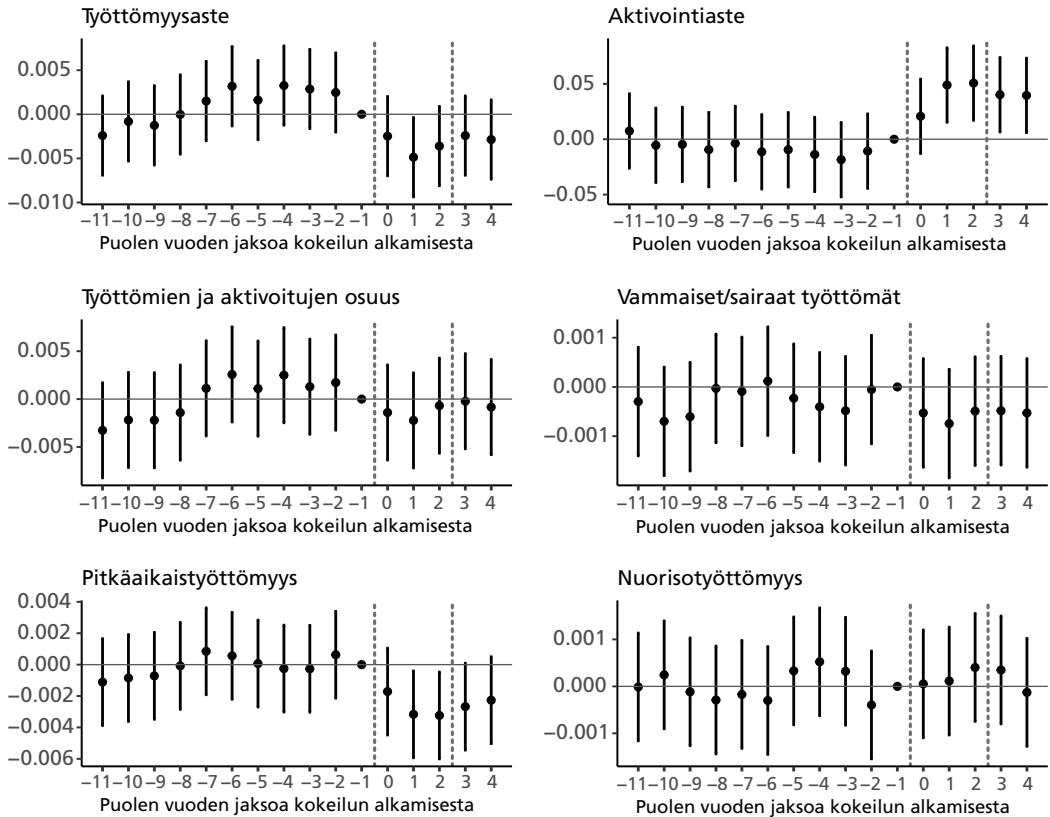 Työttömyysaste
0.005
0.000
−0.005
−0.010
−11 −10 −9 −8 −7 −6 −5 −4 −3 −2 −1 0 1 2 3 4
Puolen vuoden jaksoa kokeilun alkamisesta
Aktivointiaste
0.05
0.00
−0.05
−11 −10 −9 −8 −7 −6 −5 −4 −3 −2 −1 0 1 2 3 4
Puolen vuoden jaksoa kokeilun alkamisesta
Työttömien ja aktivoitujen osuus
0.005
0.000
−0.005
−11 −10 −9 −8 −7 −6 −5 −4 −3 −2 −1 0 1 2 3 4
Puolen vuoden jaksoa kokeilun alkamisesta
Vammaiset/sairaat työttömät
0.001
0.000
−0.001
−11 −10 −9 −8 −7 −6 −5 −4 −3 −2 −1 0 1 2 3 4
Puolen vuoden jaksoa kokeilun alkamisesta
Pitkäaikaistyöttömyys
0.004
0.002
0.000
−0.002
−0.004
−0.006
−11 −10 −9 −8 −7 −6 −5 −4 −3 −2 −1 0 1 2 3 4
Puolen vuoden jaksoa kokeilun alkamisesta
Nuorisotyöttömyys
0.001
0.000
−0.001
−11 −10 −9 −8 −7 −6 −5 −4 −3 −2 −1 0 1 2 3 4
Puolen vuoden jaksoa kokeilun alkamisesta